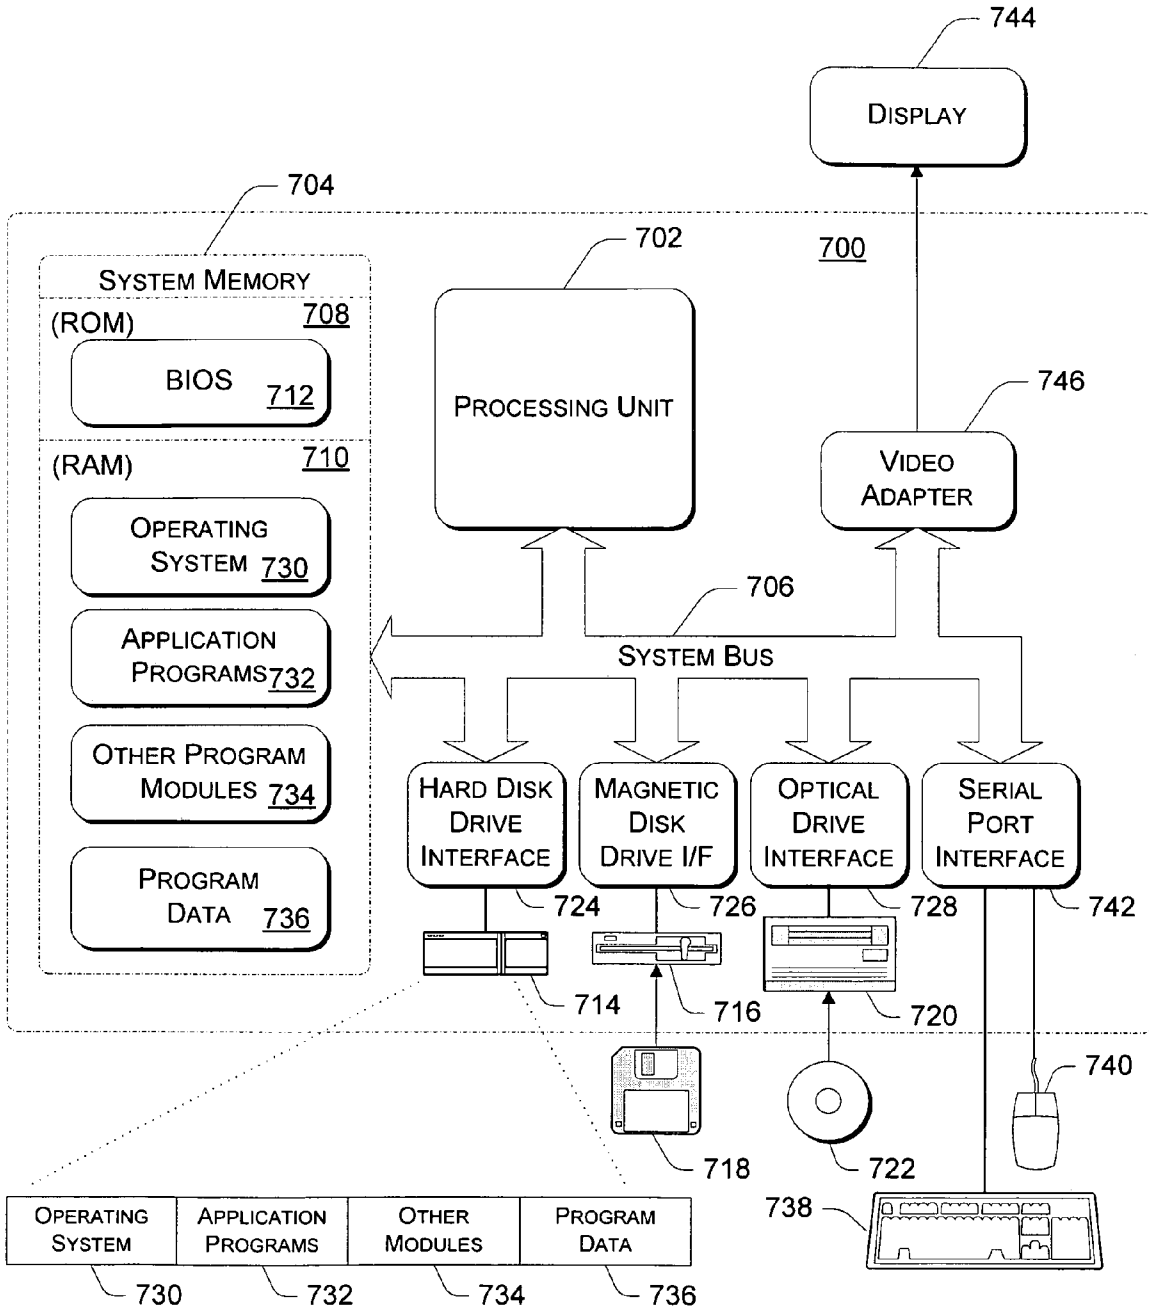 744
DISPLAY
704
702
700
SYSTEM MEMORY
(ROM) 708
BIOS 712
PROCESSING UNIT
746
VIDEO
ADAPTER
(RAM) 710
OPERATING
SYSTEM 730
706
APPLICATION
PROGRAMS 732
SYSTEM BUS
OTHER PROGRAM
MODULES 734
HARD DISK
DRIVE
INTERFACE
MAGNETIC
DISK
DRIVE I/F
OPTICAL
DRIVE
INTERFACE
SERIAL
PORT
INTERFACE
PROGRAM
DATA 736
724
726
728
742
714
716
720
740
718
722
738
OPERATING
SYSTEM
APPLICATION
PROGRAMS
OTHER
MODULES
PROGRAM
DATA
730
732
734
736